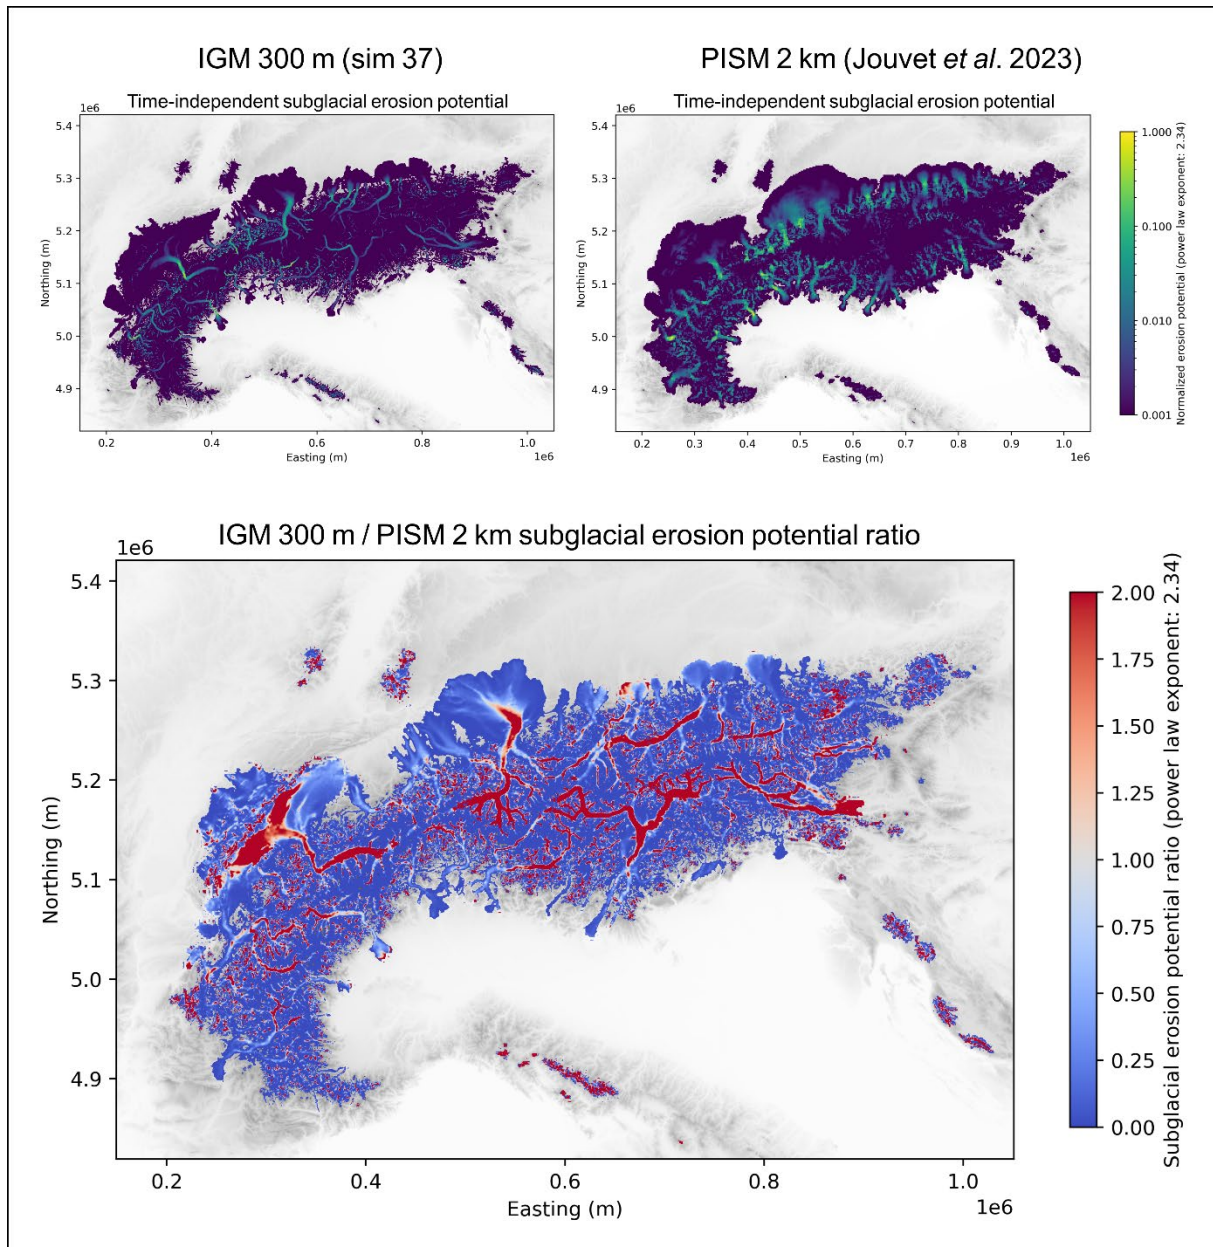 IGM 300 m (sim 37)
PISM 2 km (Jouvet et al. 2023)
Time-independent subglacial erosion potential
Time-independent subglacial erosion potential
1e6
5.4
5.3
5.2
5.1
5.0
4.9
Northing (m)
0.2
0.4
0.6
0.8
1.0
1e6
Easting (m)
1e6
5.4
5.3
5.2
5.1
5.0
4.9
Northing (m)
0.2
0.3
0.4
0.5
0.6
0.7
0.8
0.9
1.0
1e6
Easting (m)
1.000
0.100
0.010
0.001
Normalized erosion potential (power law exponent: 2.34)
IGM 300 m / PISM 2 km subglacial erosion potential ratio
1e6
5.4
5.3
5.2
5.1
5.0
4.9
Northing (m)
0.2
0.4
0.6
0.8
1.0
1e6
Easting (m)
2.00
1.75
1.50
1.25
1.00
0.75
0.50
0.25
0.00
Subglacial erosion potential ratio (power law exponent: 2.34)